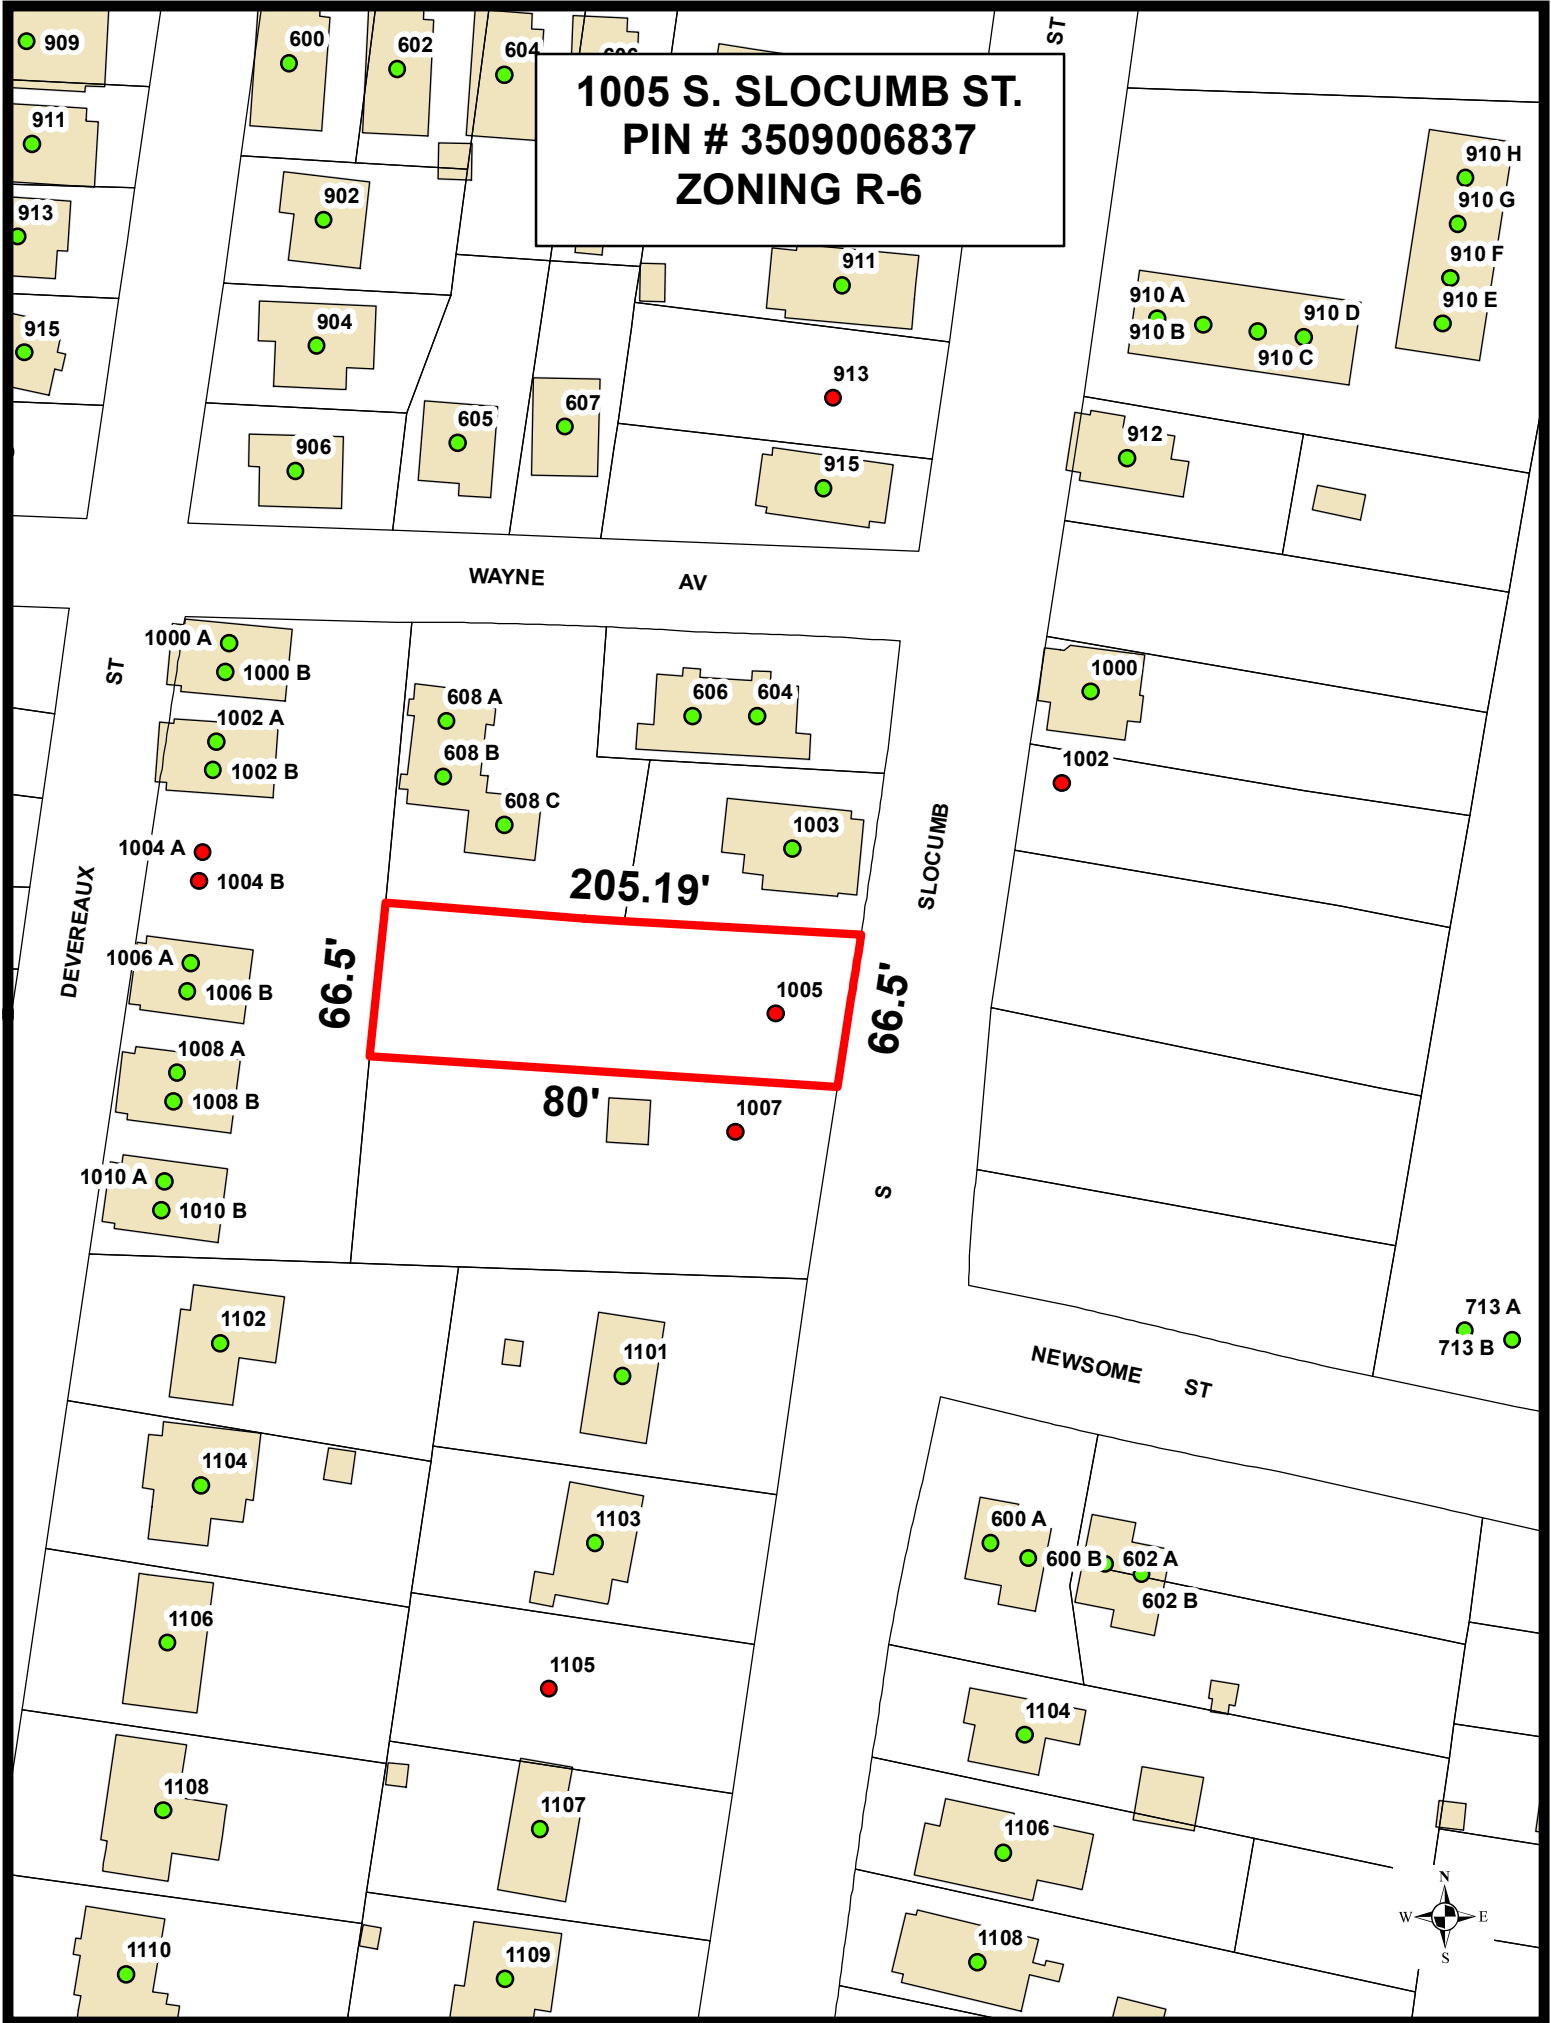 ST
909
600
602
604
1005 S. SLOCUMB ST.
PIN # 3509006837
ZONING R-6
911
910 H
902
910 G
913
910 F
911
910 A
910 E
904
910 D
915
910 B
910 C
913
607
605
912
906
915
WAYNE AV
1000 A
ST
1000 B
608 A
606
604
1000
1002 A
608 B
1002
1002 B
608 C
SLOCUMB
1003
1004 A
1004 B
205.19'
DEVEREAUX
66.5'
1006 A
1006 B
1005
66.5'
1008 A
1008 B
80'
1007
1010 A
S
1010 B
1102
713 A
713 B
1101
NEWSOME ST
1104
1103
600 A
600 B
602 A
602 B
1106
1105
1104
1108
1107
1106
N
W
E
S
1110
1109
1108